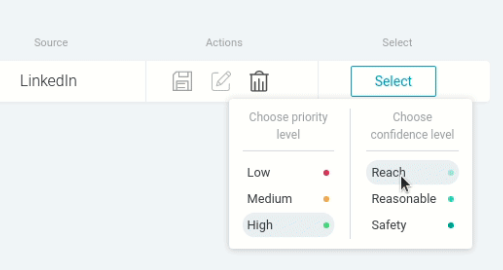 Source Actions Select
LinkedIn Select
Choose priority
level
Low
Medium
High
Choose
confidence level
Reach
Reasonable
Safety